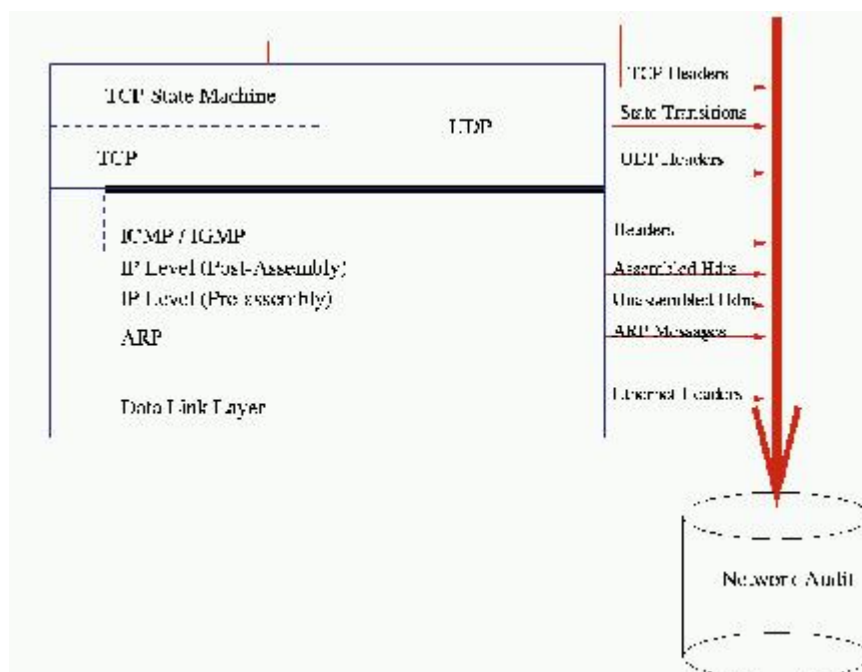 TCP State Machine
UDP
TCP
ICMP / IGMP
IP Level (Post-Assembly)
IP Level (Pre-assembly)
ARP
Data Link Layer
TCP Headers
State Transitions
UDP Headers
Headers
Assembled Hdrs
Unassembled Hdrs
ARP Messages
Ethernet Headers
Network Audit